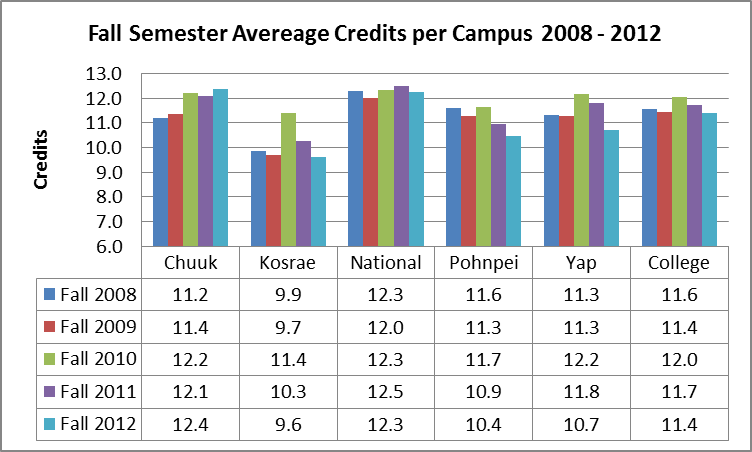 Fall Semester Avereage Credits per Campus 2008 - 2012
Credits
13.0
12.0
11.0
10.0
9.0
8.0
7.0
6.0
Chuuk Kosrae National Pohnpei Yap College
Fall 2008 11.2 9.9 12.3 11.6 11.3 11.6
Fall 2009 11.4 9.7 12.0 11.3 11.3 11.4
Fall 2010 12.2 11.4 12.3 11.7 12.2 12.0
Fall 2011 12.1 10.3 12.5 10.9 11.8 11.7
Fall 2012 12.4 9.6 12.3 10.4 10.7 11.4